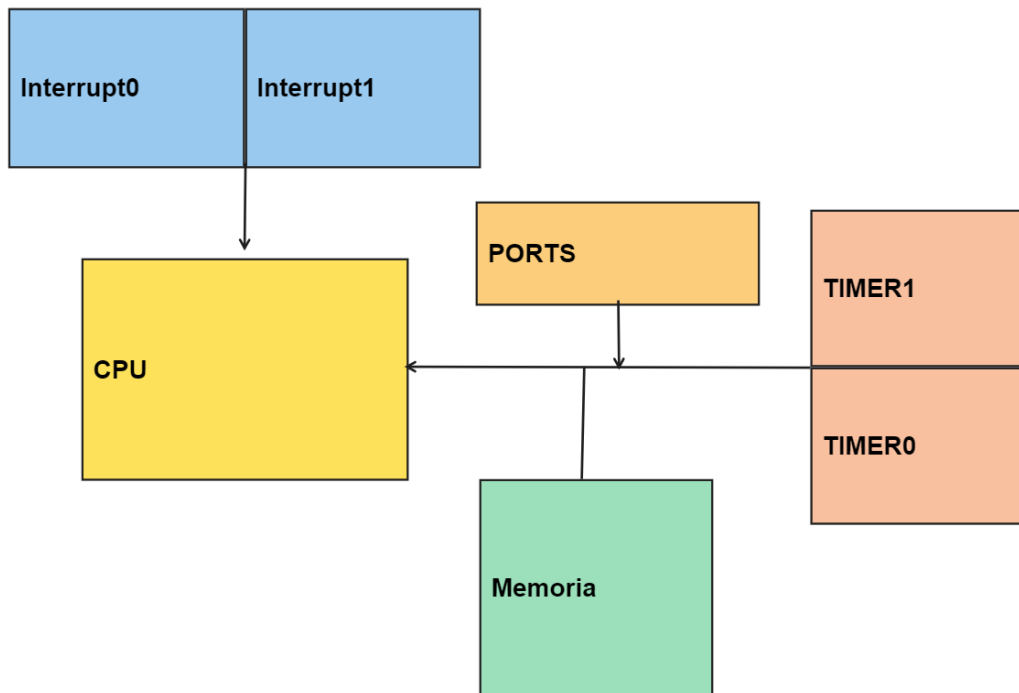 Interrupt0
Interrupt1
PORTS
TIMER1
CPU
TIMER0
Memoria